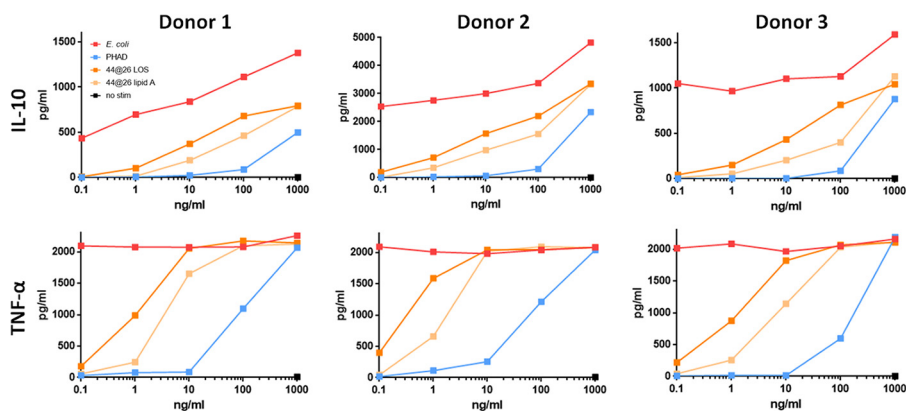 Donor 1
Donor 2
Donor 3
IL-10
pg/ml
1500
1000
500
0
E. coli
PHAD
44@26 LOS
44@26 lipid A
no stim
0.1
1
10
100
1000
ng/ml
pg/ml
5000
4000
3000
2000
1000
0
0.1
1
10
100
1000
ng/ml
pg/ml
1500
1000
500
0
0.1
1
10
100
1000
ng/ml
TNF-α
pg/ml
2000
1500
1000
500
0
0.1
1
10
100
1000
ng/ml
pg/ml
2000
1500
1000
500
0
0.1
1
10
100
1000
ng/ml
pg/ml
2000
1500
1000
500
0
0.1
1
10
100
1000
ng/ml